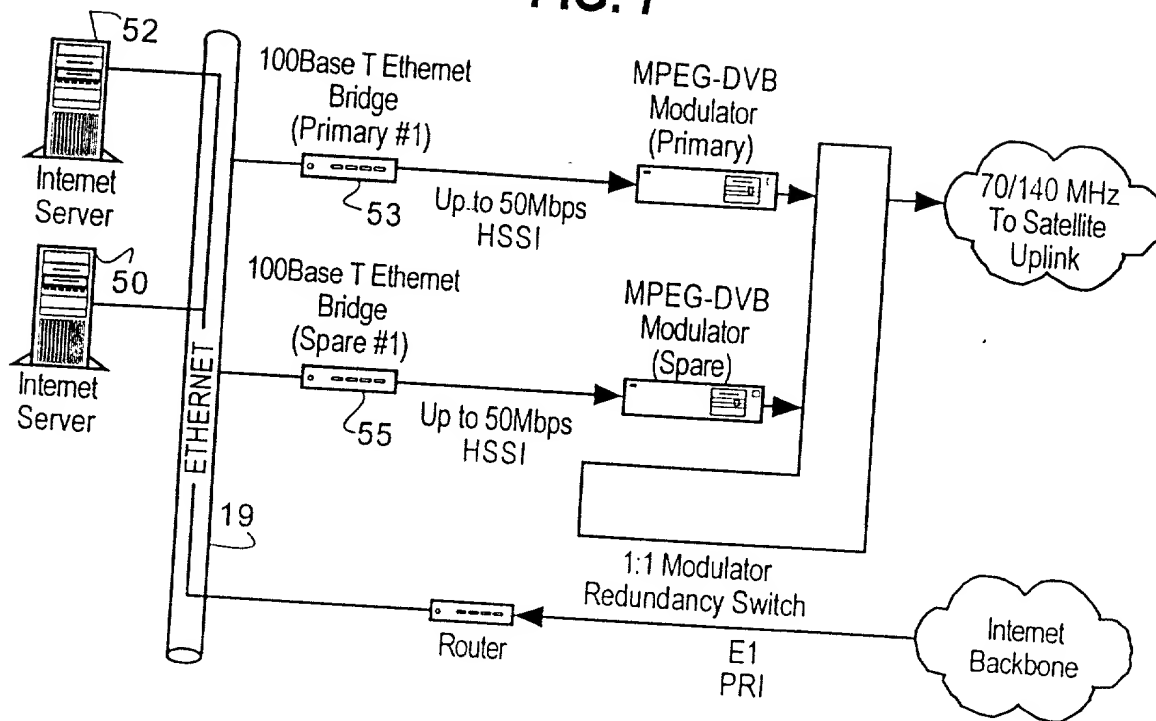 FIG. 7
52
100Base T Ethernet
Bridge
(Primary #1)
MPEG-DVB
Modulator
(Primary)
Internet
Server
53
Up to 50Mbps
HSSI
70/140 MHz
To Satellite
Uplink
50
100Base T Ethernet
Bridge
(Spare #1)
MPEG-DVB
Modulator
(Spare)
Internet
Server
ETHERNET
55
Up to 50Mbps
HSSI
19
1:1 Modulator
Redundancy Switch
Router
E1
PRI
Internet
Backbone